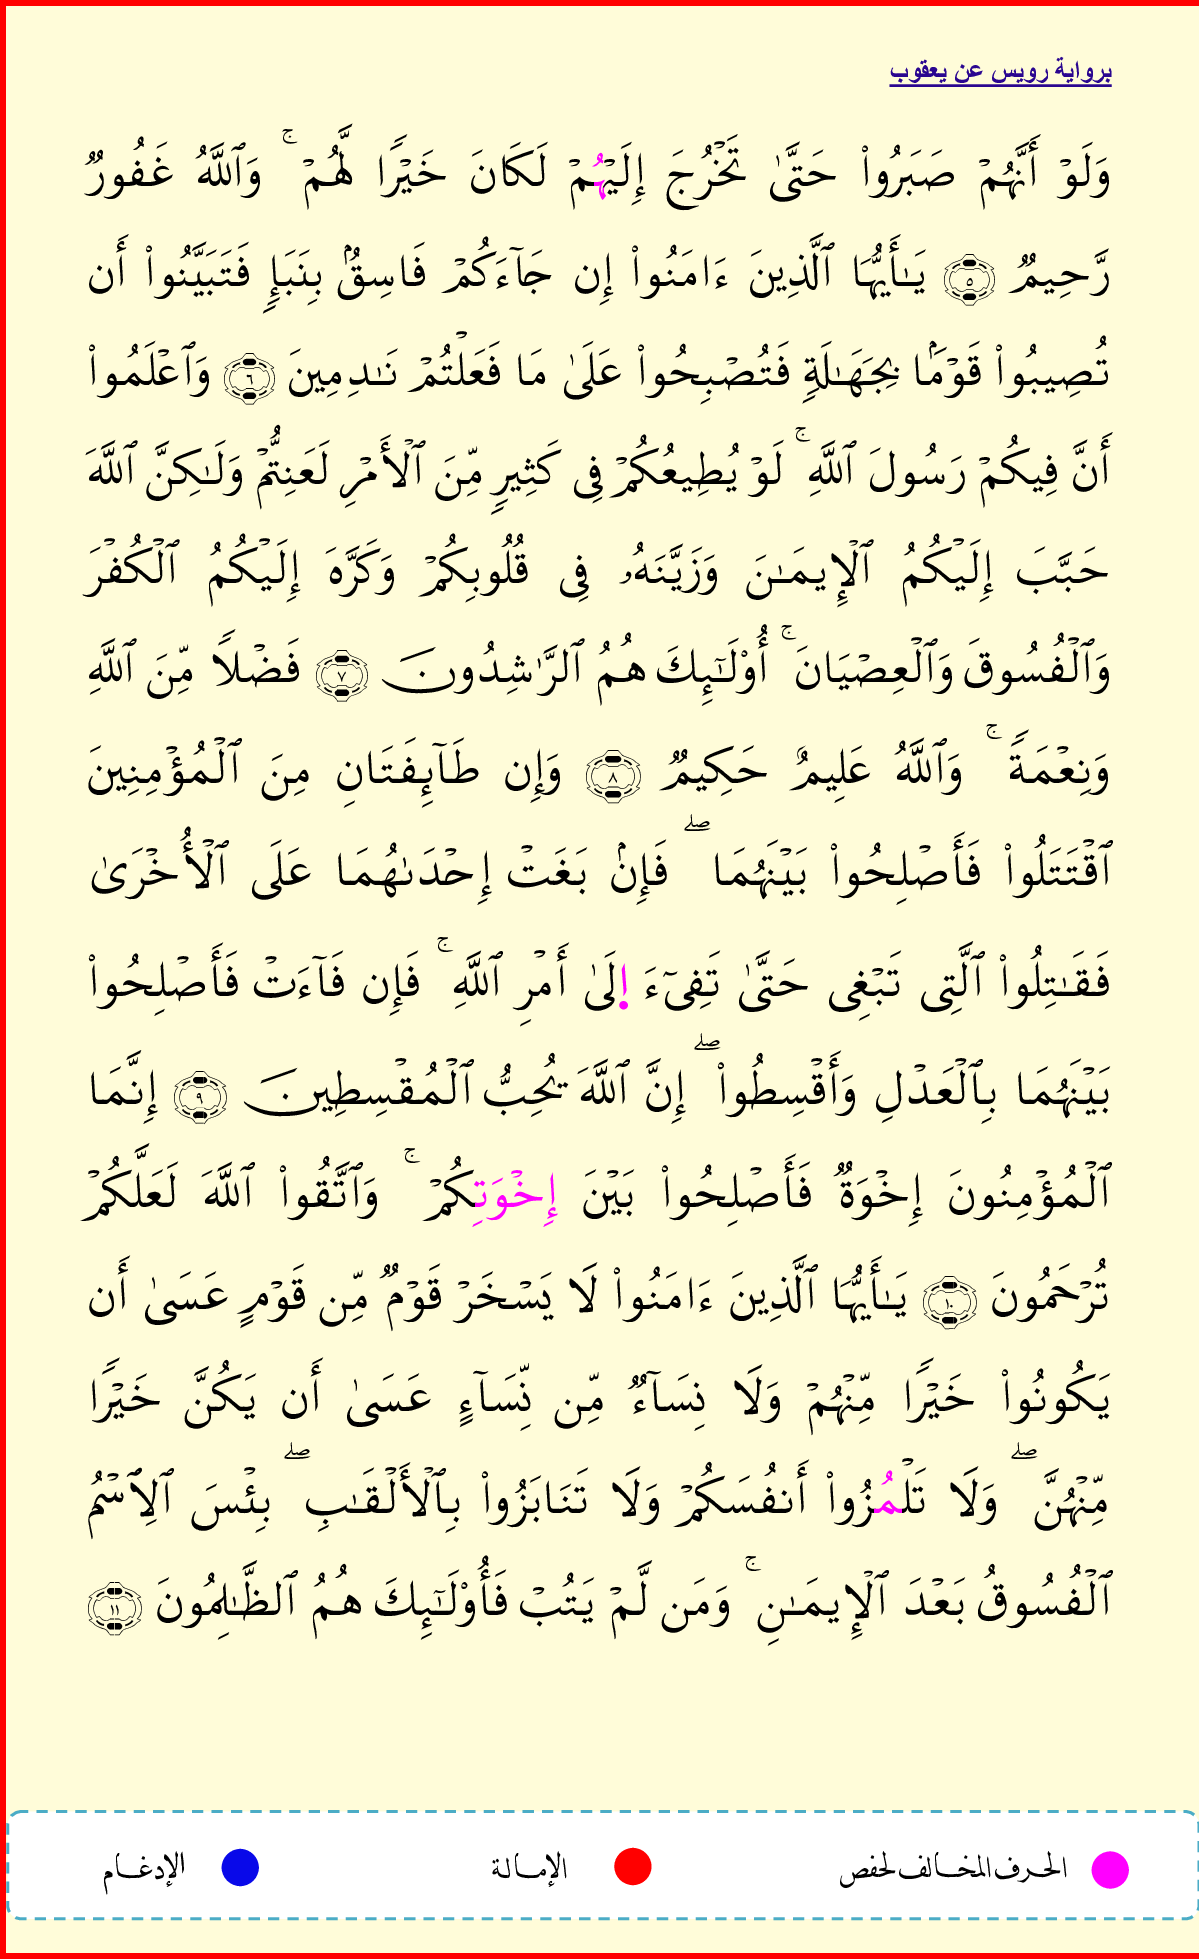 برواية رويس عن يعقوب
وَلَوۡ أَنَّهُمۡ صَبَرُواْ حَتَّىٰ تَخۡرُجَ إِلَيۡهُمۡ لَكَانَ خَيۡرًا لَّهُمۡۚ وَٱللَّهُ غَفُورٌ
رَّحِيمٌ ٥ يَـٰٓأَيُّهَا ٱلَّذِينَ ءَامَنُواْ إِن جَآءَكُمۡ فَاسِقُۢ بِنَبَإٍ فَتَبَيَّنُواْ أَن
تُصِيبُواْ قَوۡمَۢا بِجَهَـٰلَةٍ فَتُصۡبِحُواْ عَلَىٰ مَا فَعَلۡتُمۡ نَـٰدِمِينَ ٦ وَٱعۡلَمُواْ
أَنَّ فِيكُمۡ رَسُولَ ٱللَّهِۚ لَوۡ يُطِيعُكُمۡ فِي كَثِيرٍ مِّنَ ٱلۡأَمۡرِ لَعَنِتُّمۡ وَلَـٰكِنَّ ٱللَّهَ
حَبَّبَ إِلَيۡكُمُ ٱلۡإِيمَـٰنَ وَزَيَّنَهُۥ فِي قُلُوبِكُمۡ وَكَرَّهَ إِلَيۡكُمُ ٱلۡكُفۡرَ
وَٱلۡفُسُوقَ وَٱلۡعِصۡيَانَۚ أُوْلَـٰٓئِكَ هُمُ ٱلرَّٰشِدُونَ ٧ فَضۡلًا مِّنَ ٱللَّهِ
وَنِعۡمَةًۚ وَٱللَّهُ عَلِيمٌ حَكِيمٌ ٨ وَإِن طَآئِفَتَانِ مِنَ ٱلۡمُؤۡمِنِينَ
ٱقۡتَتَلُواْ فَأَصۡلِحُواْ بَيۡنَهُمَاۖ فَإِنۢ بَغَتۡ إِحۡدَىٰهُمَا عَلَى ٱلۡأُخۡرَىٰ
فَقَـٰتِلُواْ ٱلَّتِي تَبۡغِي حَتَّىٰ تَفِيٓءَ إِلَىٰ أَمۡرِ ٱللَّهِۚ فَإِن فَآءَتۡ فَأَصۡلِحُواْ
بَيۡنَهُمَا بِٱلۡعَدۡلِ وَأَقۡسِطُوٓاْۖ إِنَّ ٱللَّهَ يُحِبُّ ٱلۡمُقۡسِطِينَ ٩ إِنَّمَا
ٱلۡمُؤۡمِنُونَ إِخۡوَةٌ فَأَصۡلِحُواْ بَيۡنَ إِخۡوَتِكُمۡۚ وَٱتَّقُواْ ٱللَّهَ لَعَلَّكُمۡ
تُرۡحَمُونَ ١٠ يَـٰٓأَيُّهَا ٱلَّذِينَ ءَامَنُواْ لَا يَسۡخَرۡ قَوۡمٌ مِّن قَوۡمٍ عَسَىٰ أَن
يَكُونُواْ خَيۡرًا مِّنۡهُمۡ وَلَا نِسَآءٌ مِّن نِّسَآءٍ عَسَىٰ أَن يَكُنَّ خَيۡرًا
مِّنۡهُنَّۖ وَلَا تَلۡمُزُواْ أَنفُسَكُمۡ وَلَا تَنَابَزُواْ بِٱلۡأَلۡقَـٰبِۖ بِئۡسَ ٱلِٱسۡمُ
ٱلۡفُسُوقُ بَعۡدَ ٱلۡإِيمَـٰنِۚ وَمَن لَّمۡ يَتُبۡ فَأُوْلَـٰٓئِكَ هُمُ ٱلظَّـٰلِمُونَ ١١
الحرف المخالف لحفص الإمالة الإدغام